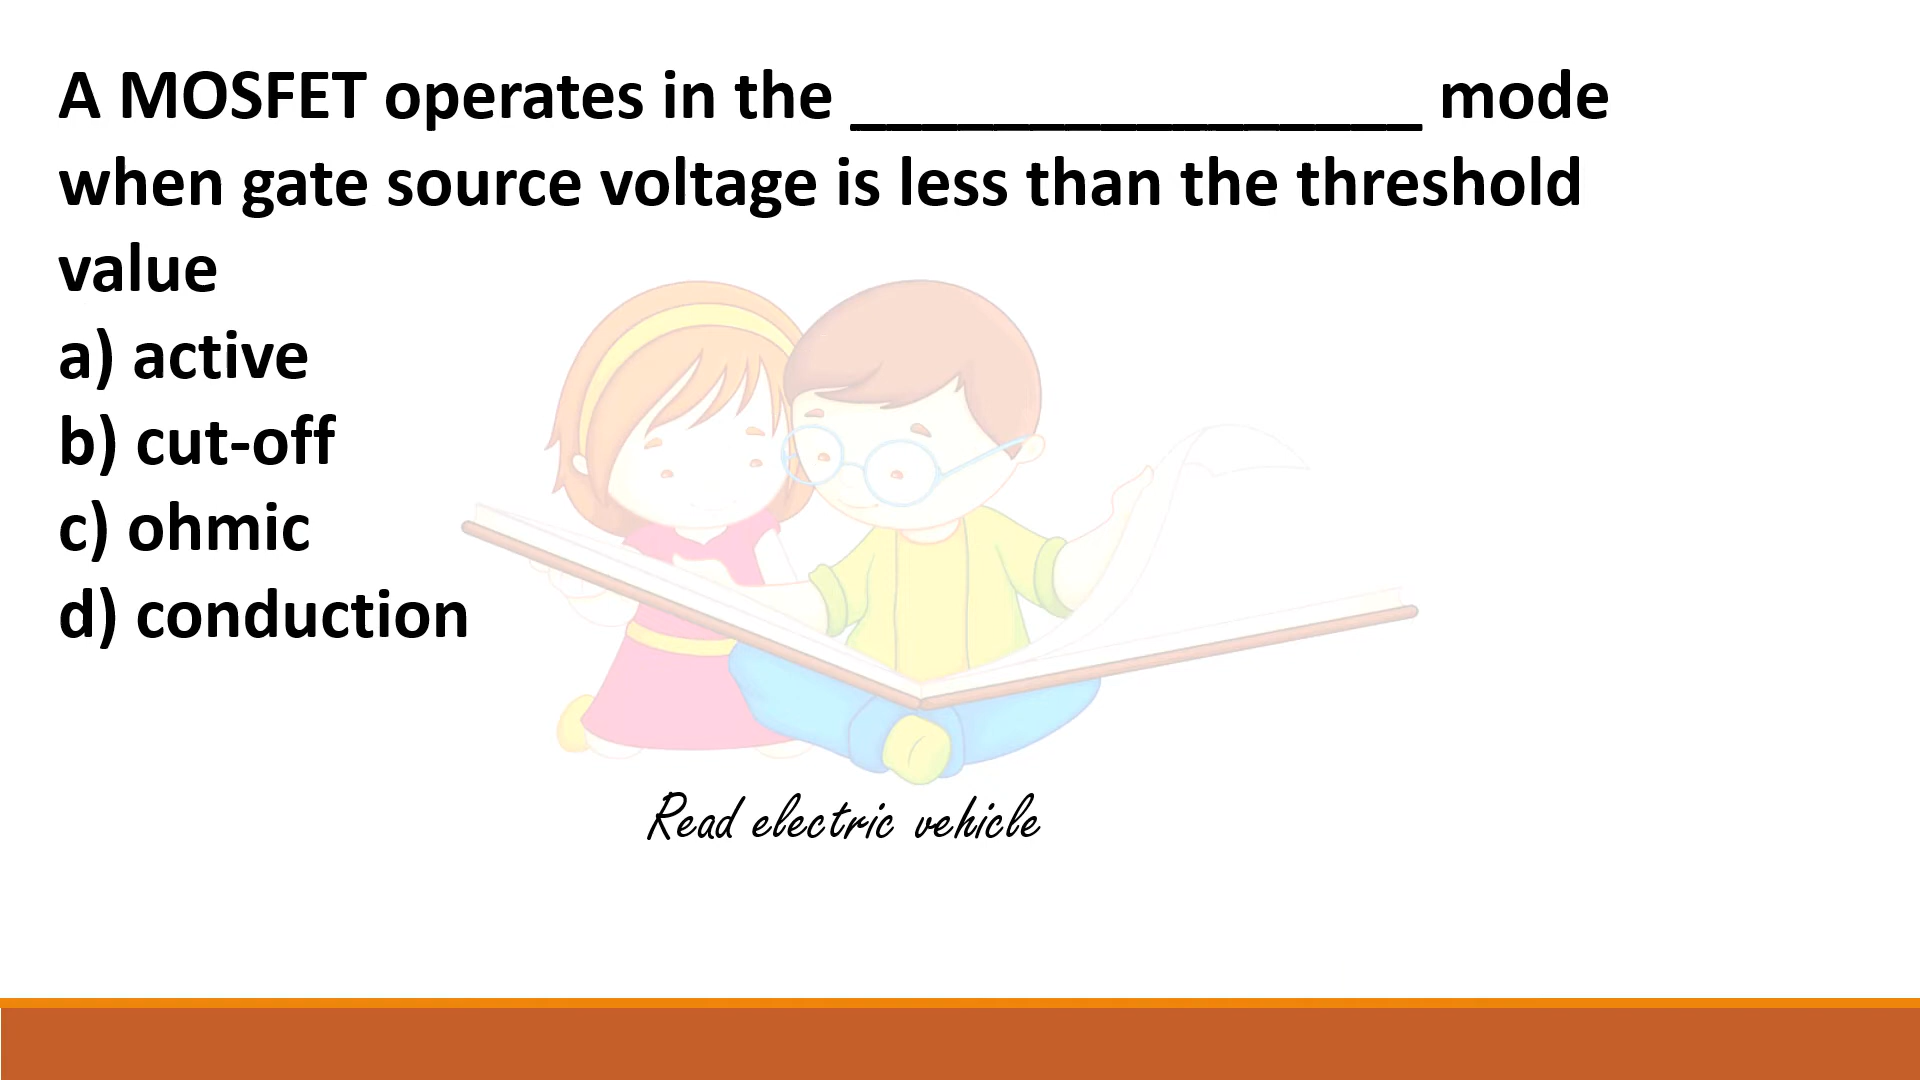 A MOSFET operates in the ________________ mode
when gate source voltage is less than the threshold
value
a) active
b) cut-off
c) ohmic
d) conduction
Read electric vehicle